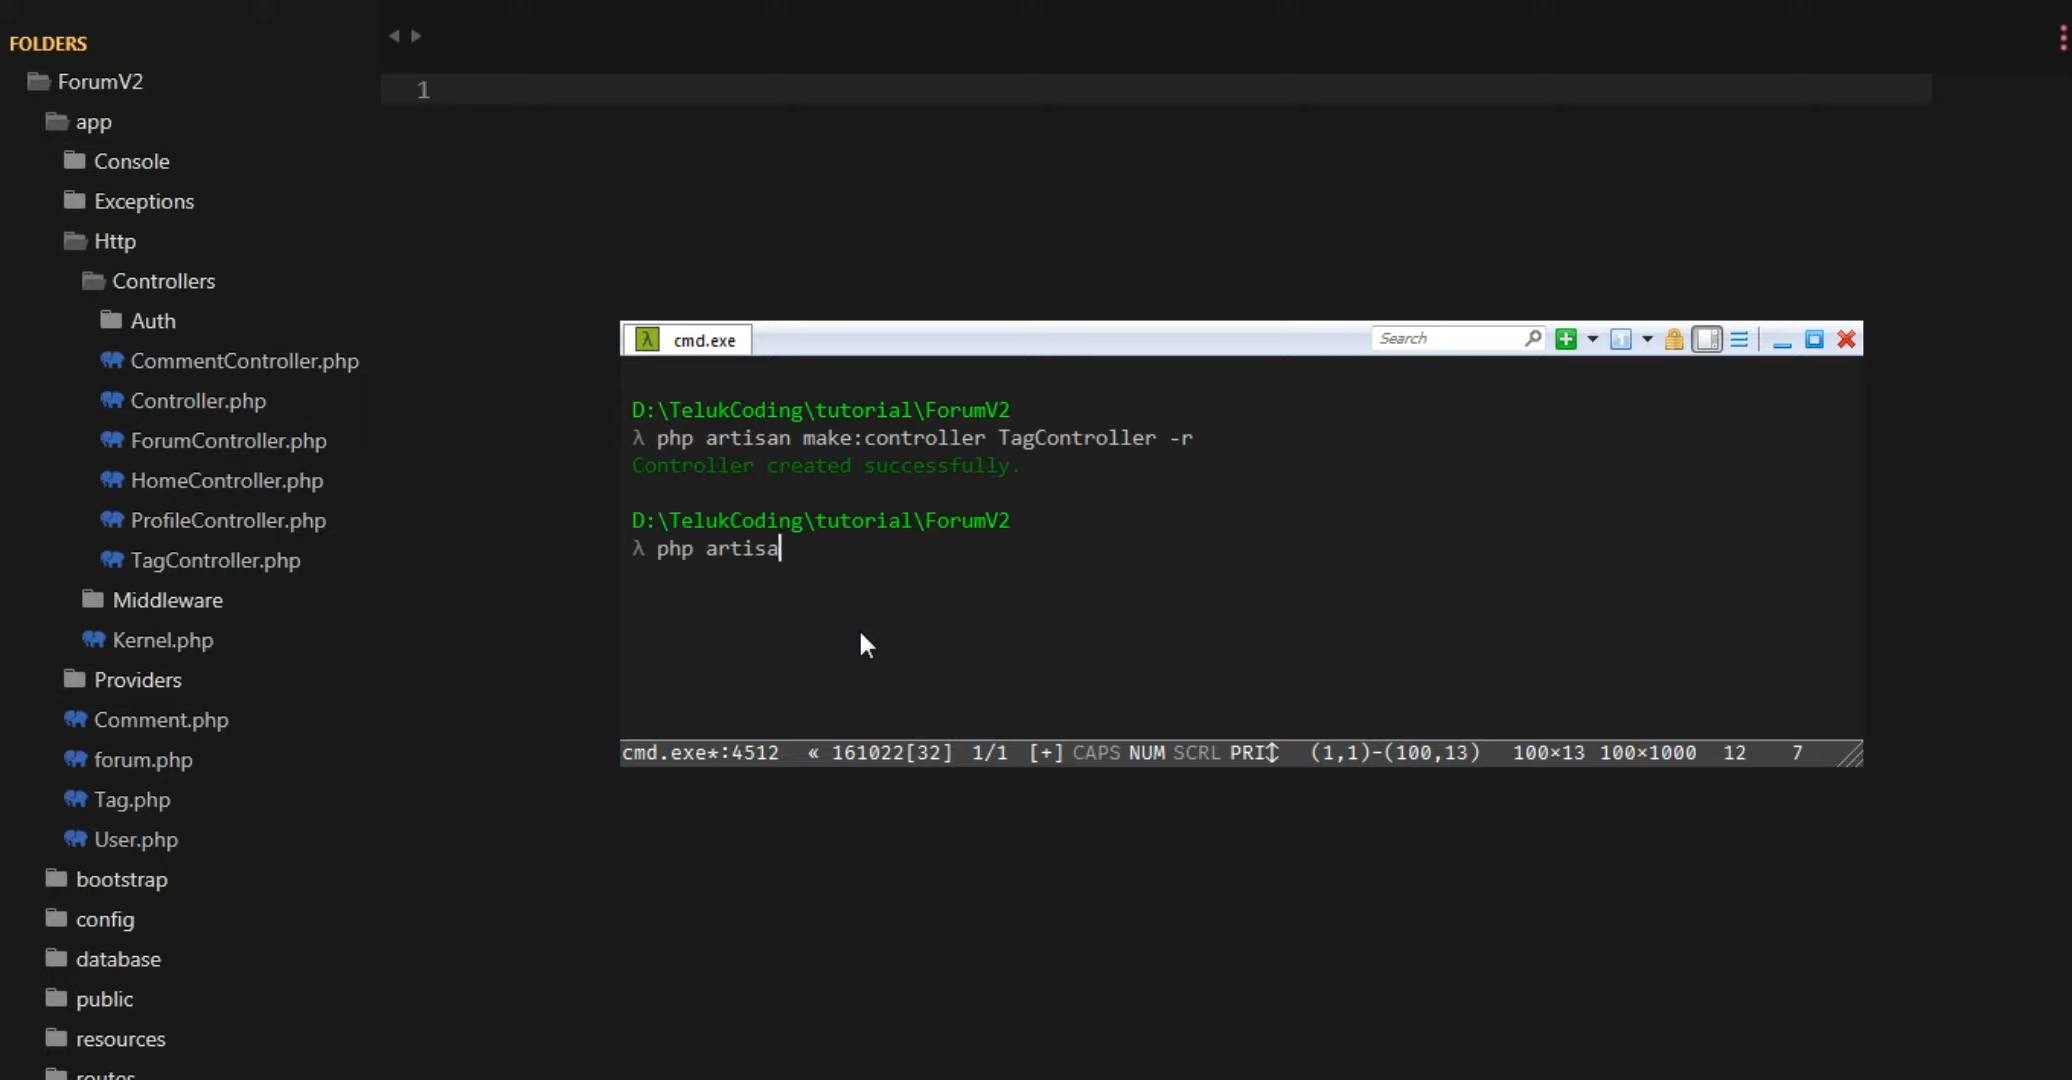 FOLDERS
ForumV2
app
Console
Exceptions
Http
Controllers
Auth
CommentController.php
Controller.php
ForumController.php
HomeController.php
ProfileController.php
TagController.php
Middleware
Kernel.php
Providers
Comment.php
forum.php
Tag.php
User.php
bootstrap
config
database
public
resources
routes
1
cmd.exe
Search
D:\TelukCoding\tutorial\ForumV2
λ php artisan make:controller TagController -r
Controller created successfully.
D:\TelukCoding\tutorial\ForumV2
λ php artisa
cmd.exe*:4512 « 161022[32] 1/1 [+] CAPS NUM SCRL PRI↕ (1,1)-(100,13) 100×13 100×1000 12 7